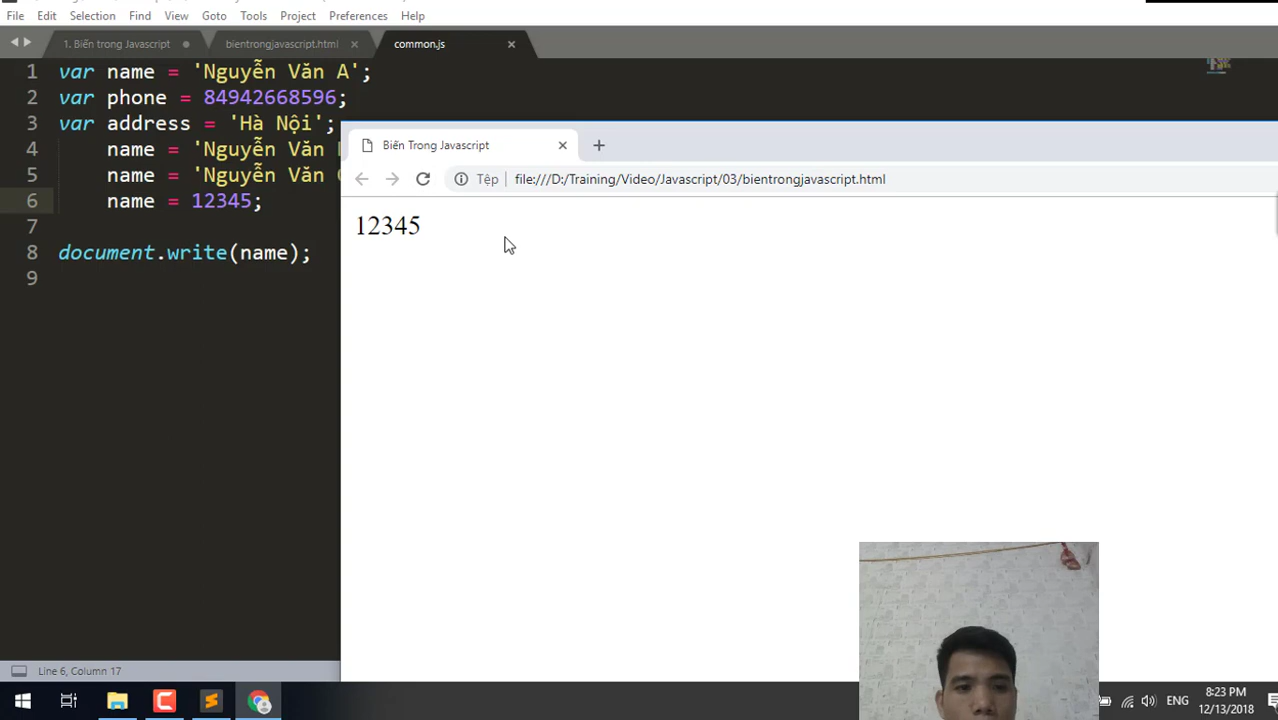 File Edit Selection Find View Goto Tools Project Preferences Help
1. Biến trong Javascript bientrongjavascript.html common.js
1 var name = 'Nguyễn Văn A';
2 var phone = 84942668596;
3 var address = 'Hà Nội';
4 name = 'Nguyễn Văn
5 name = 'Nguyễn Văn
6 name = 12345;
7
8 document.write(name);
9
Biến Trong Javascript
Tệp file:///D:/Training/Video/Javascript/03/bientrongjavascript.html
12345
Line 6, Column 17
ENG
8:23 PM
12/13/2018